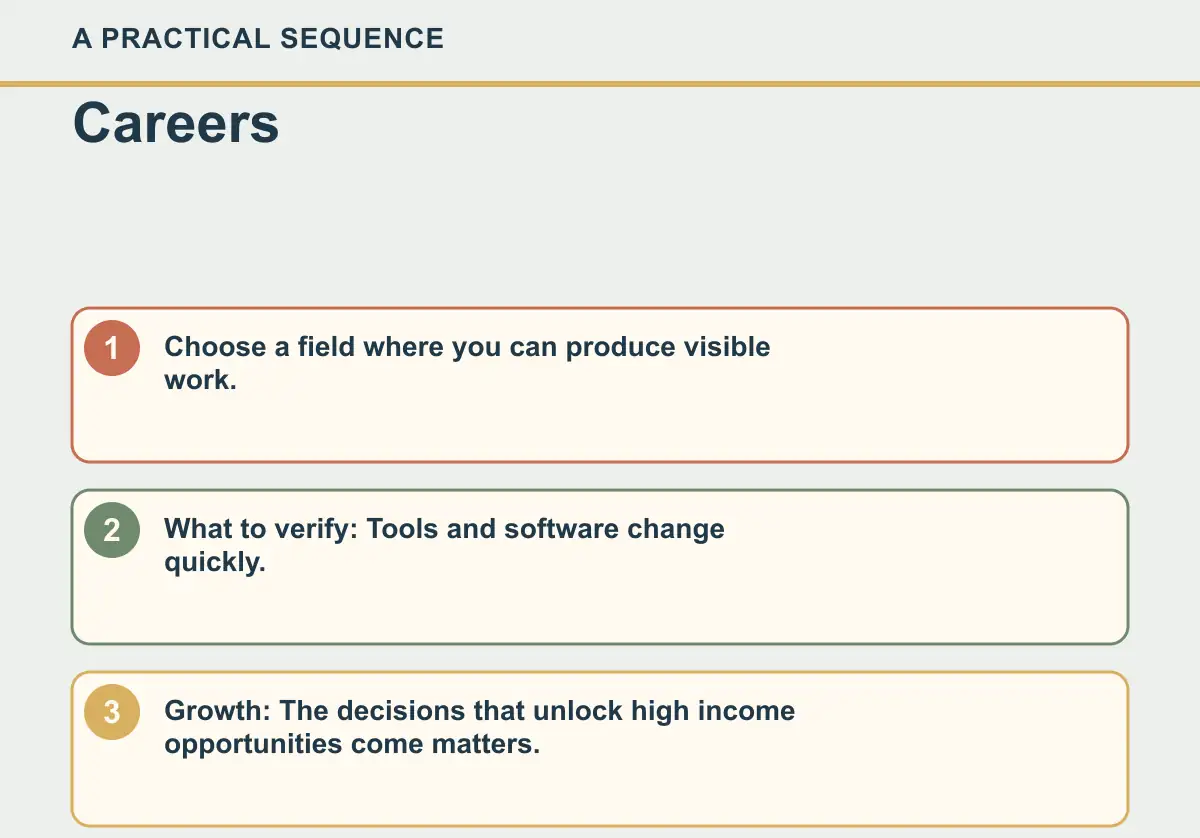 A PRACTICAL SEQUENCE
Careers
1
Choose a field where you can produce visible
work.
2
What to verify: Tools and software change
quickly.
3
Growth: The decisions that unlock high income
opportunities come matters.